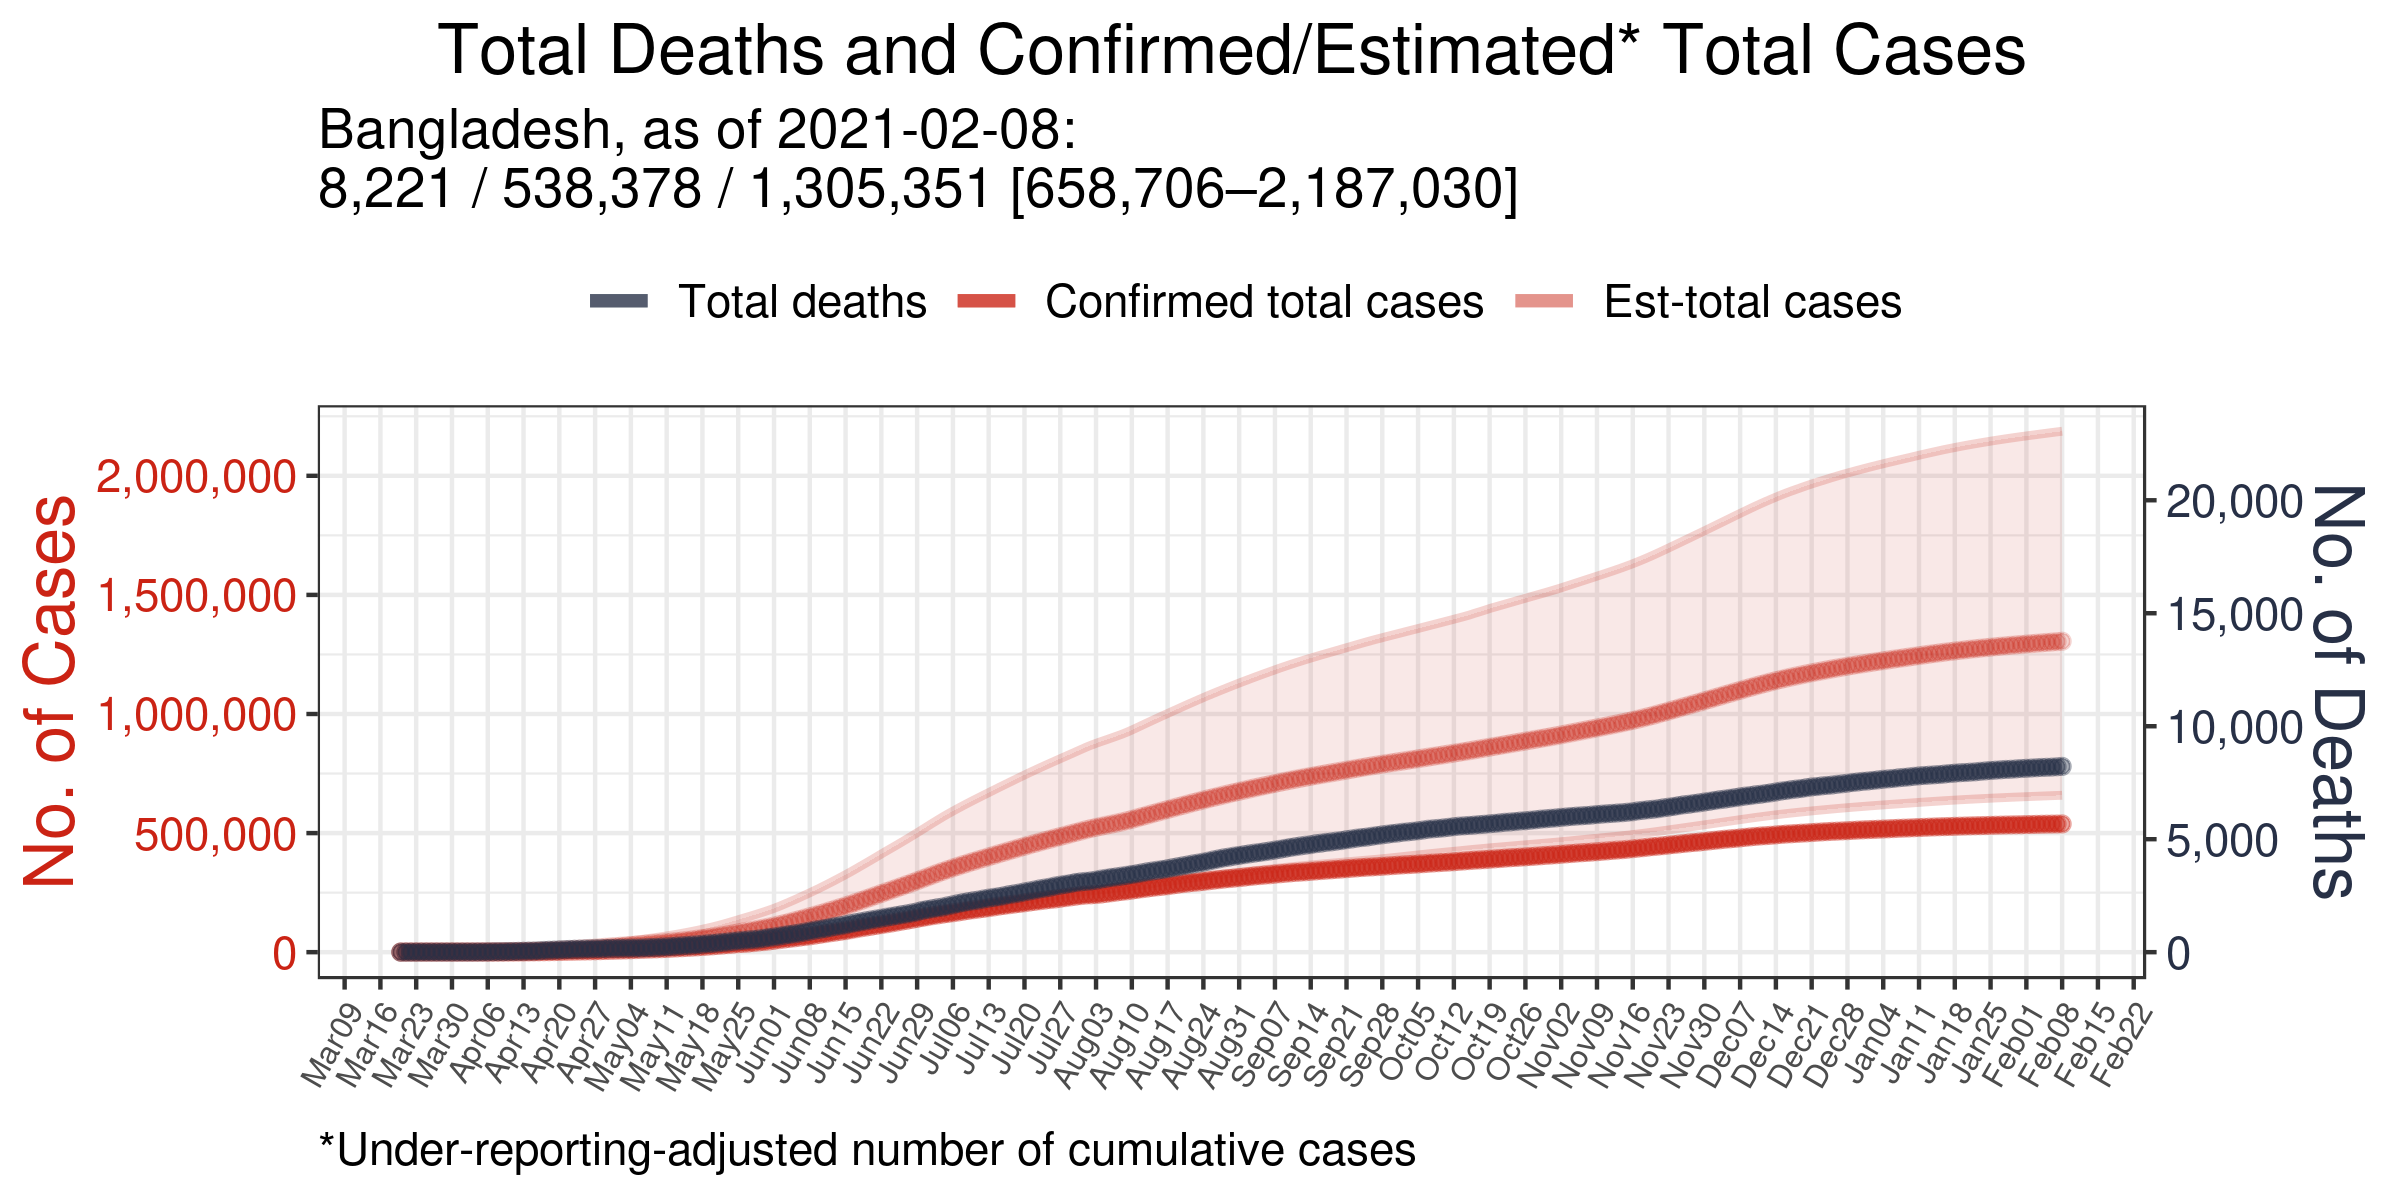 Total Deaths and Confirmed/Estimated* Total Cases
Bangladesh, as of 2021-02-08:
8,221 / 538,378 / 1,305,351 [658,706–2,187,030]
Total deaths
Confirmed total cases
Est-total cases
No. of Cases
2,000,000
1,500,000
1,000,000
500,000
0
20,000
15,000
10,000
5,000
0
No. of Deaths
Mar09
Mar16
Mar23
Mar30
Apr06
Apr13
Apr20
Apr27
May04
May11
May18
May25
Jun01
Jun08
Jun15
Jun22
Jun29
Jul06
Jul13
Jul20
Jul27
Aug03
Aug10
Aug17
Aug24
Aug31
Sep07
Sep14
Sep21
Sep28
Oct05
Oct12
Oct19
Oct26
Nov02
Nov09
Nov16
Nov23
Nov30
Dec07
Dec14
Dec21
Dec28
Jan04
Jan11
Jan18
Jan25
Feb01
Feb08
Feb15
Feb22
*Under-reporting-adjusted number of cumulative cases